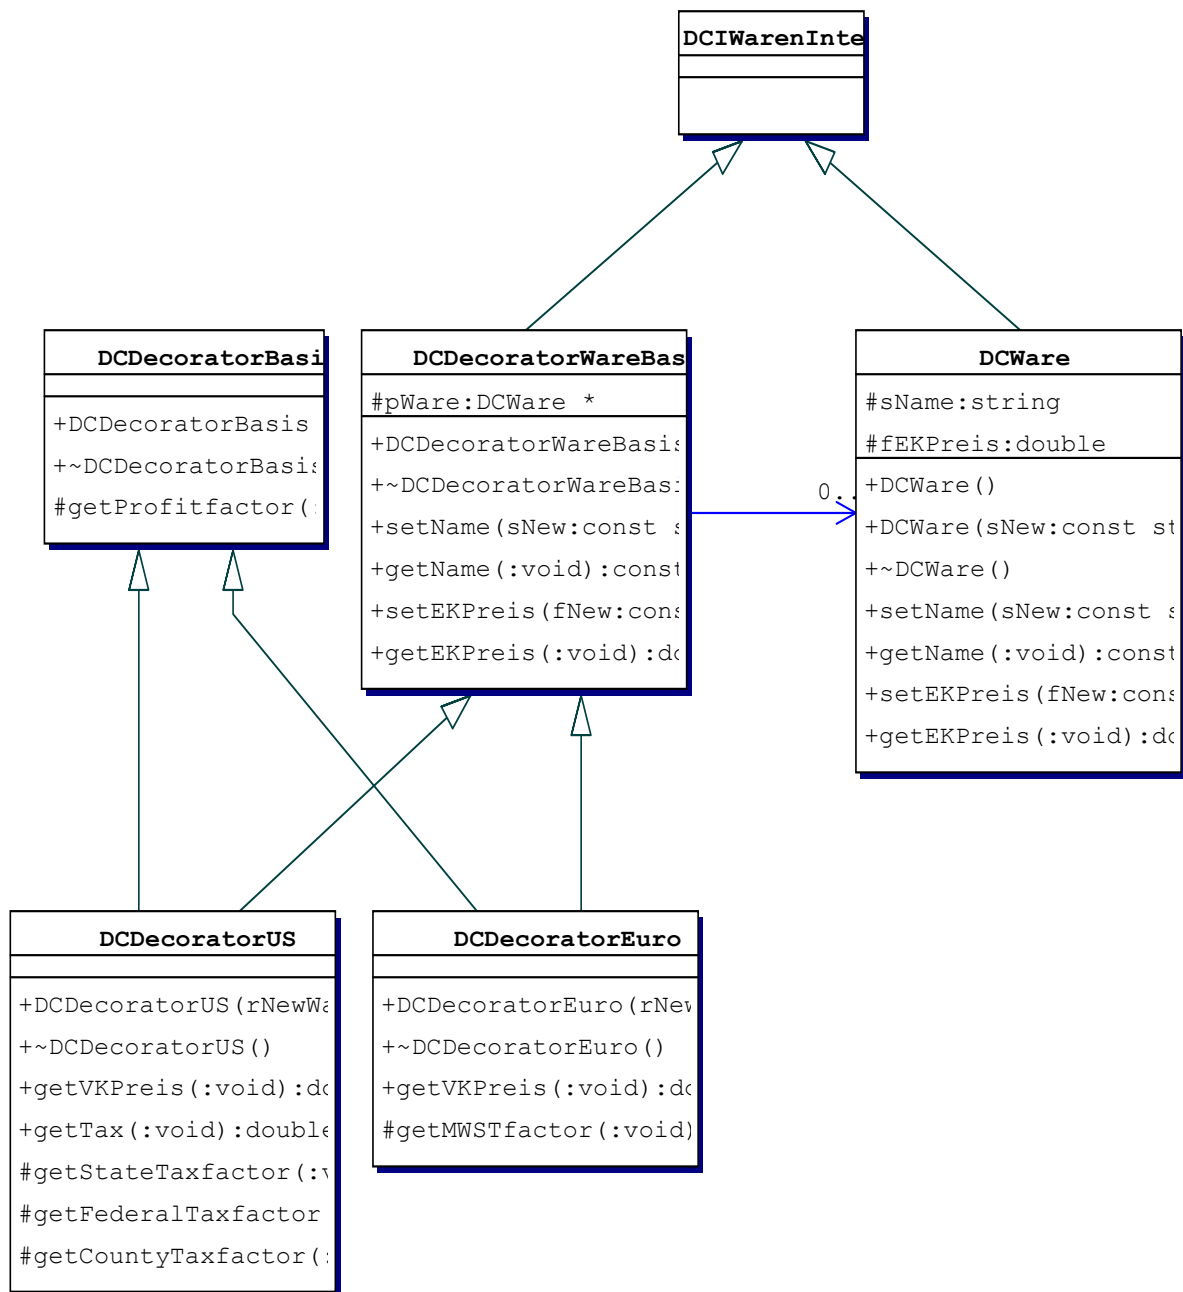 DCIWarenInte
DCDecoratorBasi
+DCDecoratorBasis
+~DCDecoratorBasis
#getProfitfactor(:
DCDecoratorWareBas
#pWare:DCWare *
+DCDecoratorWareBasis
+~DCDecoratorWareBasi
+setName(sNew:const s
+getName(:void):const
+setEKPreis(fNew:cons
+getEKPreis(:void):do
0..
DCWare
#sName:string
#fEKPreis:double
+DCWare()
+DCWare(sNew:const st
+~DCWare()
+setName(sNew:const s
+getName(:void):const
+setEKPreis(fNew:cons
+getEKPreis(:void):do
DCDecoratorUS
+DCDecoratorUS(rNewWa
+~DCDecoratorUS()
+getVKPreis(:void):do
+getTax(:void):double
#getStateTaxfactor(:v
#getFederalTaxfactor
#getCountyTaxfactor(:
DCDecoratorEuro
+DCDecoratorEuro(rNew
+~DCDecoratorEuro()
+getVKPreis(:void):do
#getMWSTfactor(:void)